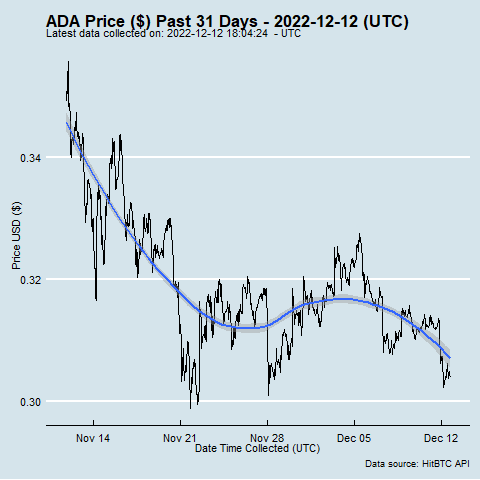 ADA Price ($) Past 31 Days - 2022-12-12 (UTC)
Latest data collected on: 2022-12-12 18:04:24 - UTC
Price USD ($)
0.34
0.32
0.30
Nov 14
Nov 21
Nov 28
Dec 05
Dec 12
Date Time Collected (UTC)
Data source: HitBTC API